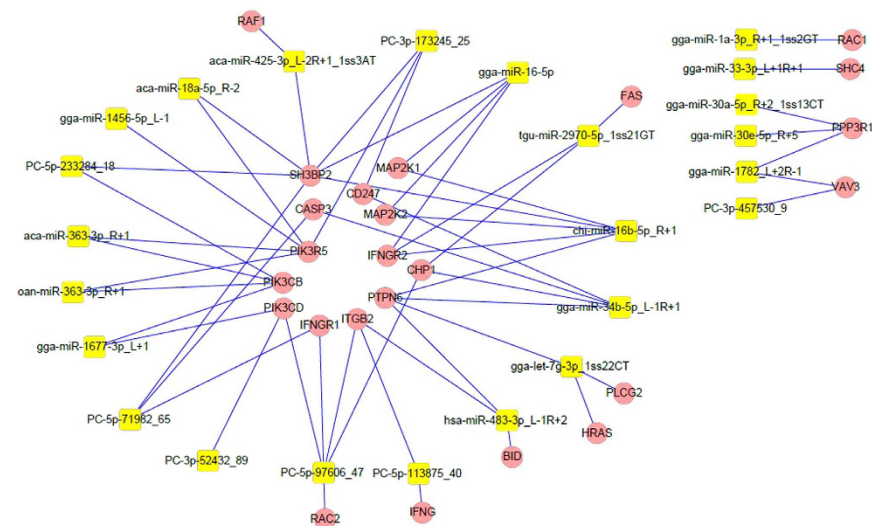 RAF1
PC-3p-173245_25
gga-miR-1a-3p_R+1_1ss2GT
RAC1
aca-miR-425-3p_L-2R+1_1ss3AT
gga-miR-33-3p_L+1R+1
SHC4
gga-miR-16-5p
aca-miR-18a-5p_R-2
FAS
gga-miR-30a-5p_R+2_1ss13CT
gga-miR-1456-5p_L-1
PPP3R1
tgu-miR-2970-5p_1ss21GT
gga-miR-30e-5p_R+5
PC-5p-233284_18
MAP2K1
gga-miR-1782_L+2R-1
SH3BP2
VAV3
CD247
CASP3
PC-3p-457530_9
MAP2K2
chi-miR-16b-5p_R+1
aca-miR-363-3p_R+1
PIK3R5
IFNGR2
CHP1
oan-miR-363-3p_R+1
PIK3CB
PTPN6
gga-miR-34b-5p_L-1R+1
PIK3CD
IFNGR1
ITGB2
gga-miR-1677-3p_L+1
gga-let-7g-3p_1ss22CT
PLCG2
PC-5p-71982_65
hsa-miR-483-3p_L-1R+2
HRAS
PC-3p-52432_89
BID
PC-5p-97606_47
PC-5p-113875_40
RAC2
IFNG